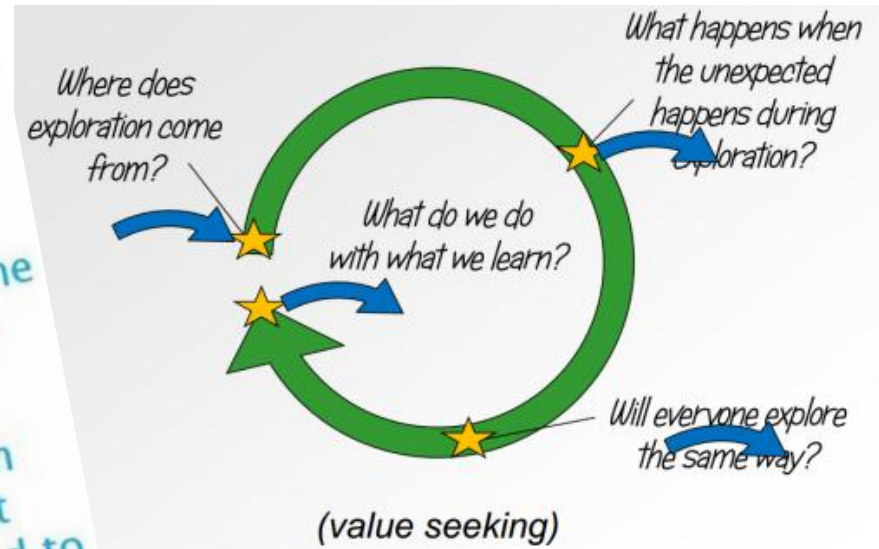 Where does
exploration come
from?
What happens when
the unexpected
happens during
exploration?
What do we do
with what we learn?
Will everyone explore
the same way?
(value seeking)